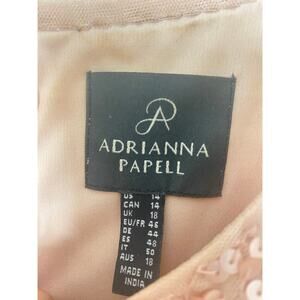 ADRIANNA
PAPELL
US 14
CAN 14
UK 18
EU/FR 46
DE 44
ES 48
IT 50
AUS 18
MADE IN
INDIA